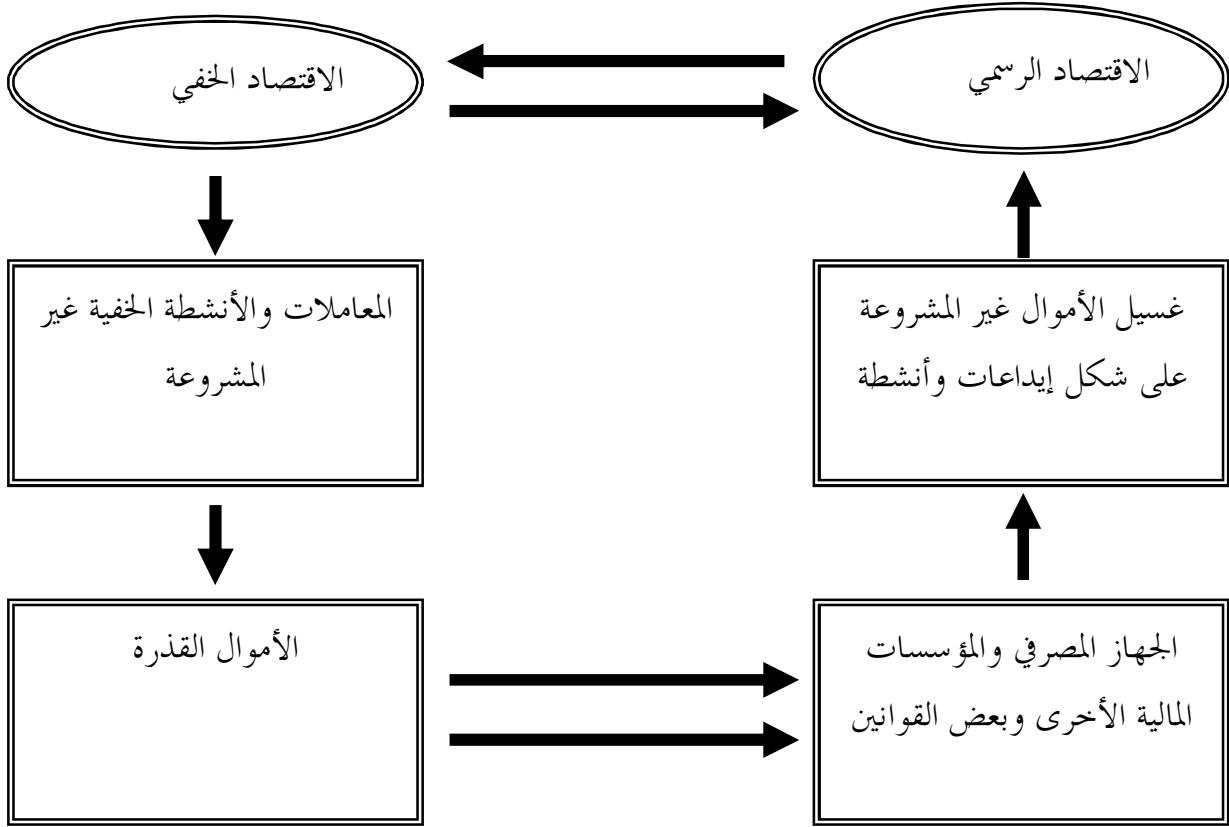 الاقتصاد الرسمي
الاقتصاد الخفي
غسيل الأموال غير المشروعة
على شكل إيداعات وأنشطة
المعاملات والأنشطة الخفية غير
المشروعة
الجهاز المصرفي والمؤسسات
المالية الأخرى وبعض القوانين
الأموال القذرة